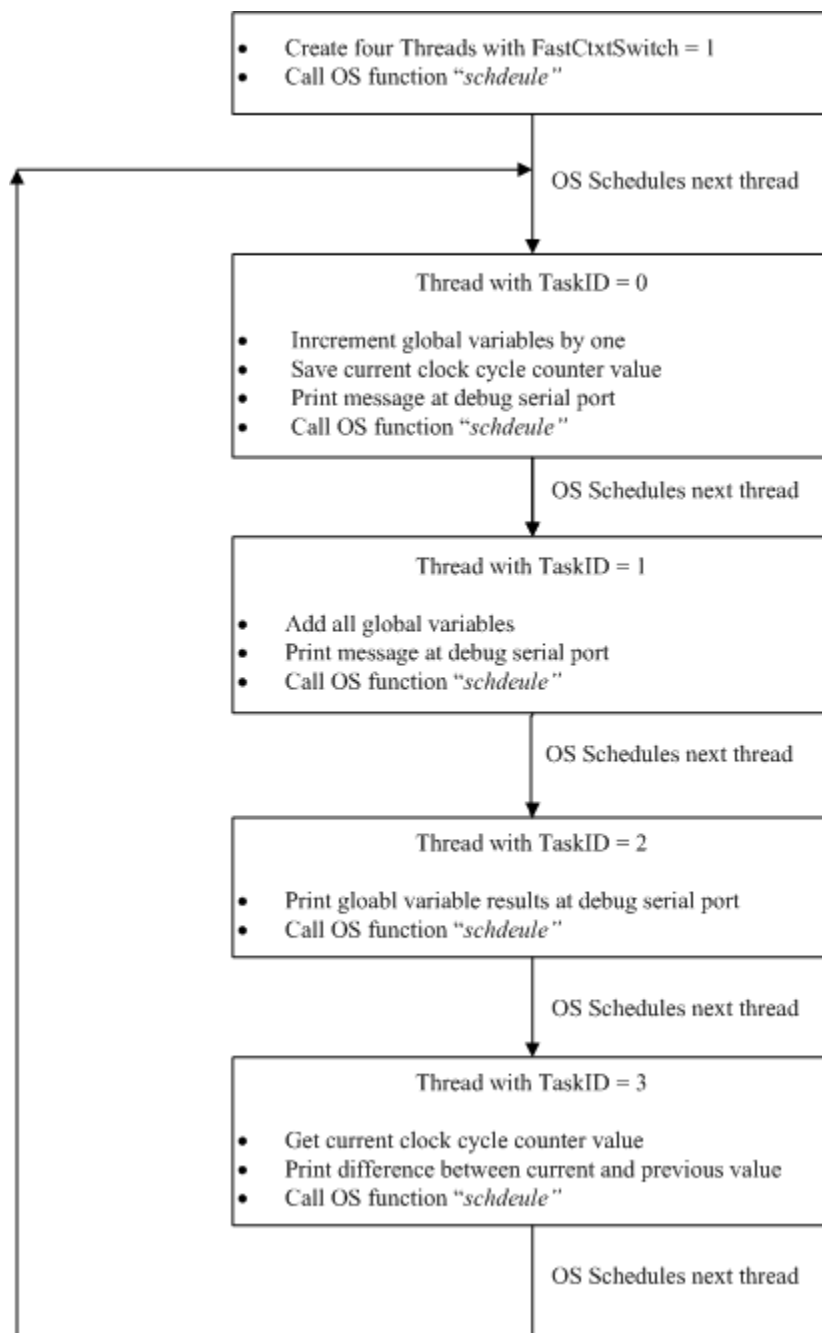 • Create four Threads with FastCtxtSwitch = 1
• Call OS function “schdeule”
OS Schedules next thread
Thread with TaskID = 0
• Inrcrement global variables by one
• Save current clock cycle counter value
• Print message at debug serial port
• Call OS function “schdeule”
OS Schedules next thread
Thread with TaskID = 1
• Add all global variables
• Print message at debug serial port
• Call OS function “schdeule”
OS Schedules next thread
Thread with TaskID = 2
• Print gloabl variable results at debug serial port
• Call OS function “schdeule”
OS Schedules next thread
Thread with TaskID = 3
• Get current clock cycle counter value
• Print difference between current and previous value
• Call OS function “schdeule”
OS Schedules next thread